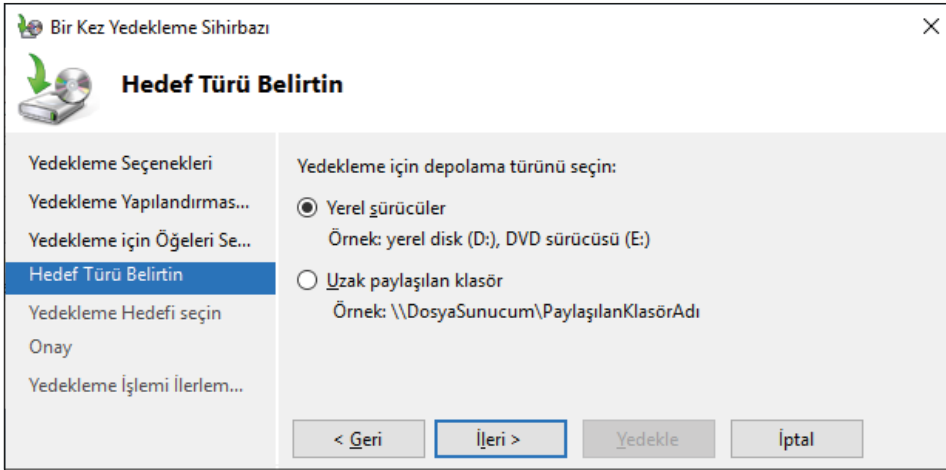 Bir Kez Yedekleme Sihirbazı
Hedef Türü Belirtin
Yedekleme Seçenekleri
Yedekleme Yapılandırmas...
Yedekleme için Öğeleri Se...
Hedef Türü Belirtin
Yedekleme Hedefi seçin
Onay
Yedekleme İşlemi İlerlem...
Yedekleme için depolama türünü seçin:
Yerel sürücüler
Örnek: yerel disk (D:), DVD sürücüsü (E:)
Uzak paylaşılan klasör
Örnek: \\DosyaSunucum\PaylaşılanKlasörAdı
< Geri
İleri >
Yedekle
İptal